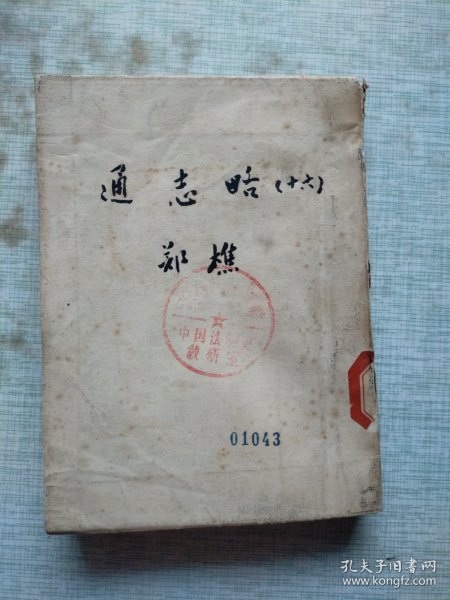 通志略(十六)
郑樵
中国法制史
教研室
01043
孔夫子旧书网
www.kongfz.com